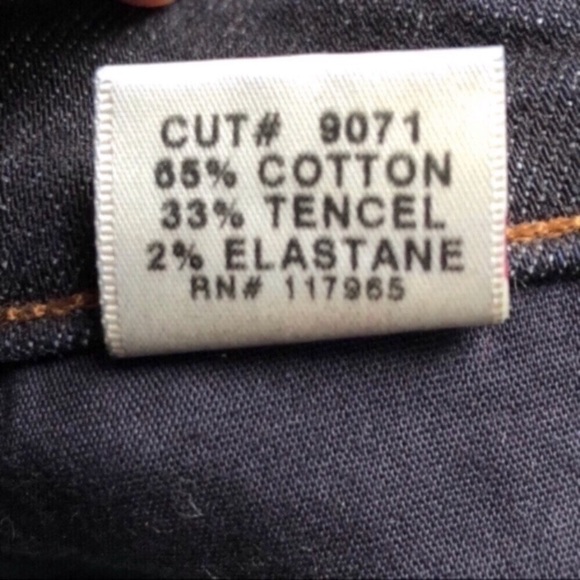 CUT# 9071
65% COTTON
33% TENCEL
2% ELASTANE
RN# 117965